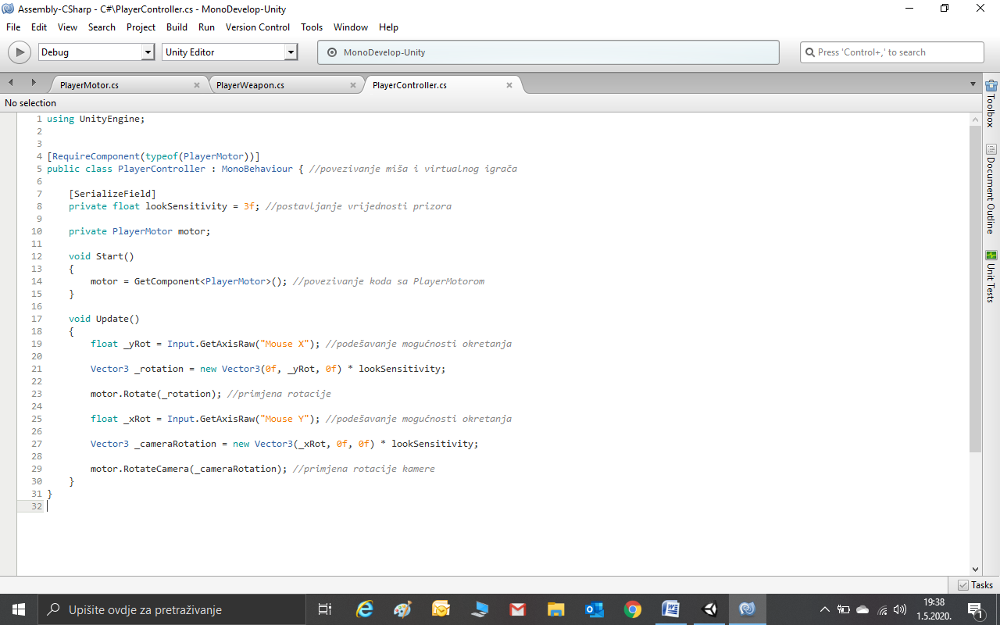 Assembly-CSharp - C#\PlayerController.cs - MonoDevelop-Unity
File Edit View Search Project Build Run Version Control Tools Window Help
Debug Unity Editor MonoDevelop-Unity Press 'Control+,' to search
PlayerMotor.cs PlayerWeapon.cs PlayerController.cs
No selection
1 using UnityEngine;
2
3
4 [RequireComponent(typeof(PlayerMotor))]
5 public class PlayerController : MonoBehaviour { //povezivanje miša i virtualnog igrača
6
7     [SerializeField]
8     private float lookSensitivity = 3f; //postavljanje vrijednosti prizora
9
10     private PlayerMotor motor;
11
12     void Start()
13     {
14         motor = GetComponent<PlayerMotor>(); //povezivanje koda sa PlayerMotorom
15     }
16
17     void Update()
18     {
19         float _yRot = Input.GetAxisRaw("Mouse X"); //podešavanje mogućnosti okretanja
20
21         Vector3 _rotation = new Vector3(0f, _yRot, 0f) * lookSensitivity;
22
23         motor.Rotate(_rotation); //primjena rotacije
24
25         float _xRot = Input.GetAxisRaw("Mouse Y"); //podešavanje mogućnosti okretanja
26
27         Vector3 _cameraRotation = new Vector3(_xRot, 0f, 0f) * lookSensitivity;
28
29         motor.RotateCamera(_cameraRotation); //primjena rotacije kamere
30     }
31 }
32
Toolbox
Document Outline
Unit Tests
Tasks
Upišite ovdje za pretraživanje
19:38
1.5.2020.
1